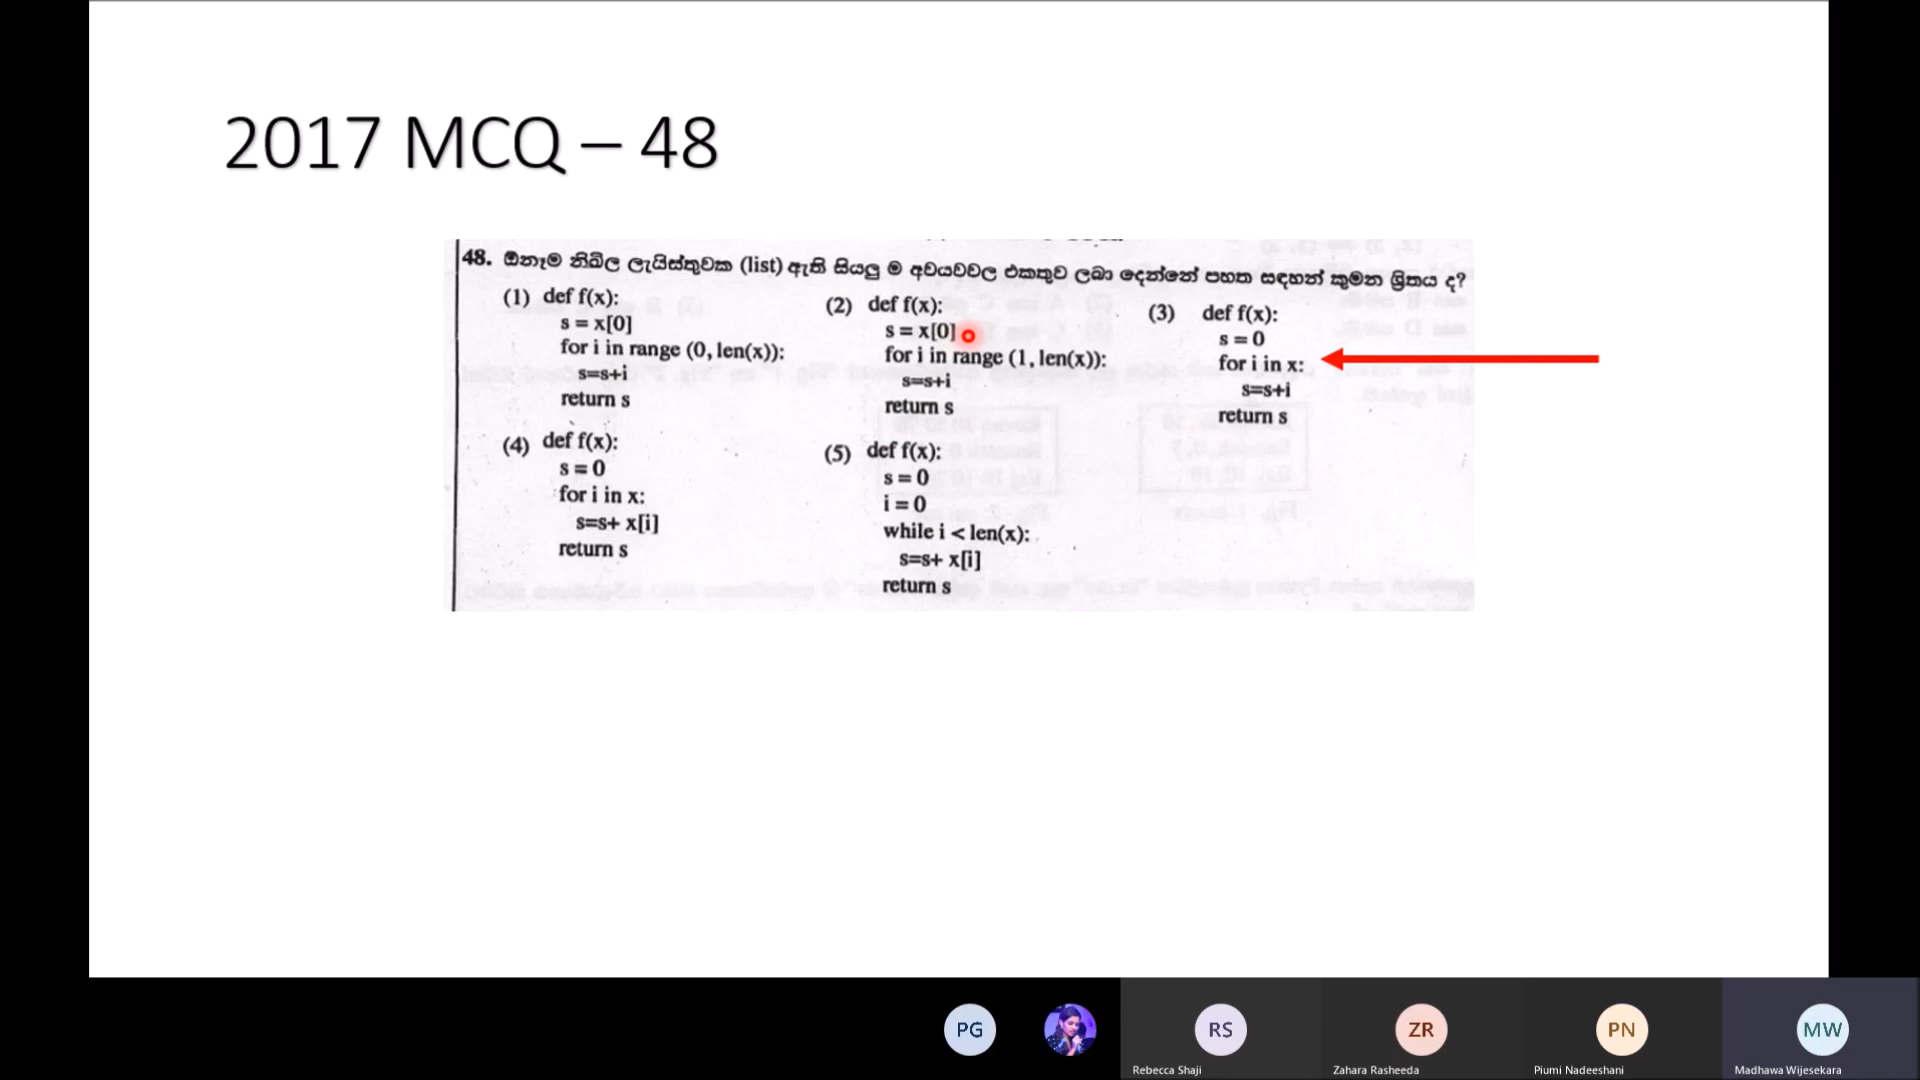 2017 MCQ – 48
48. ඕනෑම නිඛිල ලැයිස්තුවක (list) ඇති සියලු ම අවයවවල එකතුව ලබා දෙන්නේ පහත සඳහන් කුමන ශ්‍රිතය ද?
(1) def f(x):
s = x[0]
for i in range (0, len(x)):
s=s+i
return s
(2) def f(x):
s = x[0]
for i in range (1, len(x)):
s=s+i
return s
(3) def f(x):
s = 0
for i in x:
s=s+i
return s
(4) def f(x):
s = 0
for i in x:
s=s+ x[i]
return s
(5) def f(x):
s = 0
i = 0
while i < len(x):
s=s+ x[i]
return s
PG
RS
Rebecca Shaji
ZR
Zahara Rasheeda
PN
Piumi Nadeeshani
MW
Madhawa Wijesekara